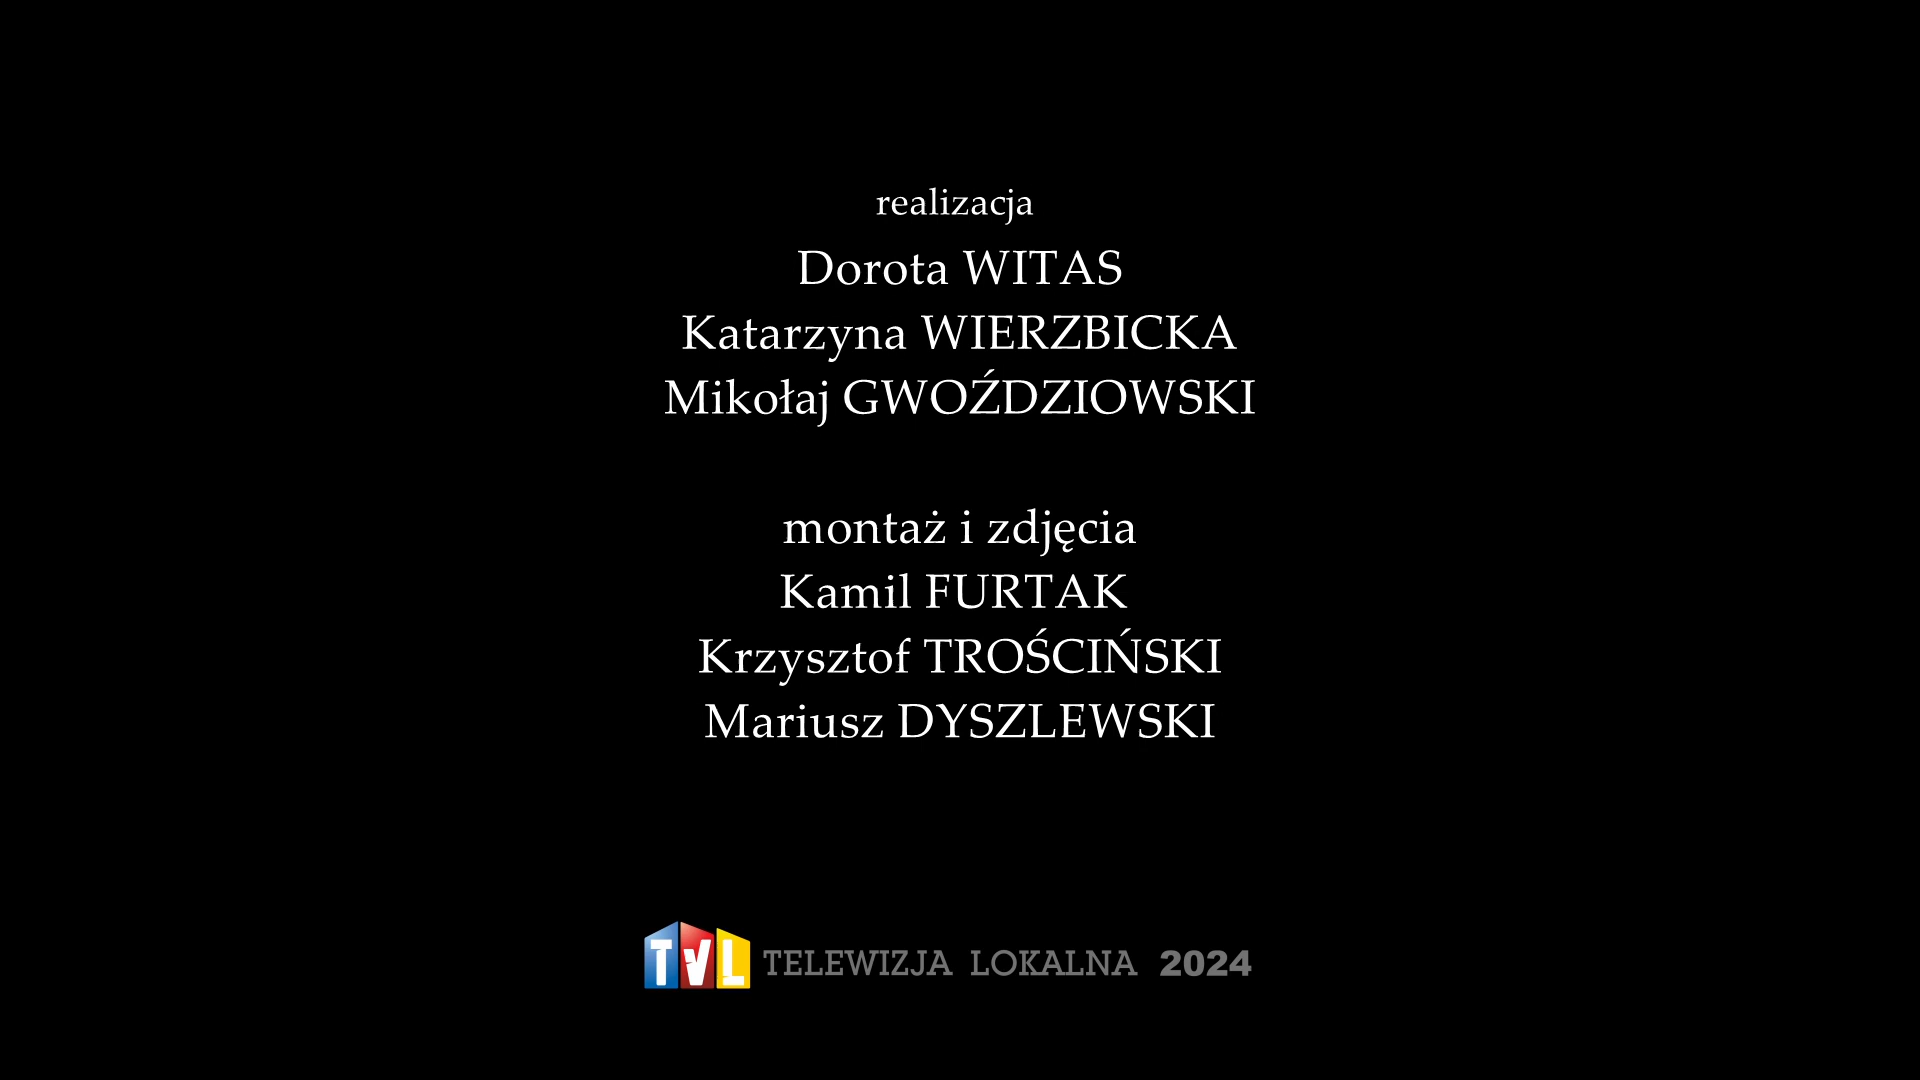 realizacja
Dorota WITAS
Katarzyna WIERZBICKA
Mikołaj GWOŹDZIOWSKI
montaż i zdjęcia
Kamil FURTAK
Krzysztof TROŚCIŃSKI
Mariusz DYSZLEWSKI
TVL TELEWIZJA LOKALNA 2024